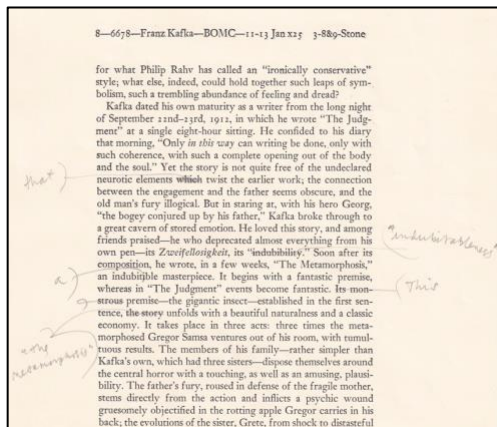 8—6678—Franz Kafka—BOMC—11-13 Jan x25 3-8&9-Stone
for what Philip Rahv has called an “ironically conservative”
style; what else, indeed, could hold together such leaps of sym-
bolism, such a trembling abundance of feeling and dread?
Kafka dated his own maturity as a writer from the long night
of September 22nd-23rd, 1912, in which he wrote “The Judg-
ment” at a single eight-hour sitting. He confided to his diary
that morning, “Only in this way can writing be done, only with
such coherence, with such a complete opening out of the body
and the soul.” Yet the story is not quite free of the undeclared
that) neurotic elements which twist the earlier work; the connection
between the engagement and the father seems obscure, and the
old man's fury illogical. But in staring at, with his hero Georg,
“the bogey conjured up by his father,” Kafka broke through to
a great cavern of stored emotion. He loved this story, and among
friends praised—he who deprecated almost everything from his
own pen—its Zweifellosigkeit, its “indubibility.” Soon after its
“indubitableness”
composition, he wrote, in a few weeks, “The Metamorphosis,”
a) an indubitible masterpiece. It begins with a fantastic premise,
whereas in “The Judgment” events become fantastic. Its mon-
(This
strous premise—the gigantic insect—established in the first sen-
tence, the story unfolds with a beautiful naturalness and a classic
“The
metamorphosis”)
economy. It takes place in three acts: three times the meta-
morphosed Gregor Samsa ventures out of his room, with tumul-
tuous results. The members of his family—rather simpler than
Kafka's own, which had three sisters—dispose themselves around
the central horror with a touching, as well as an amusing, plausi-
bility. The father's fury, roused in defense of the fragile mother,
stems directly from the action and inflicts a psychic wound
gruesomely objectified in the rotting apple Gregor carries in his
back; the evolutions of the sister, Grete, from shock to distasteful